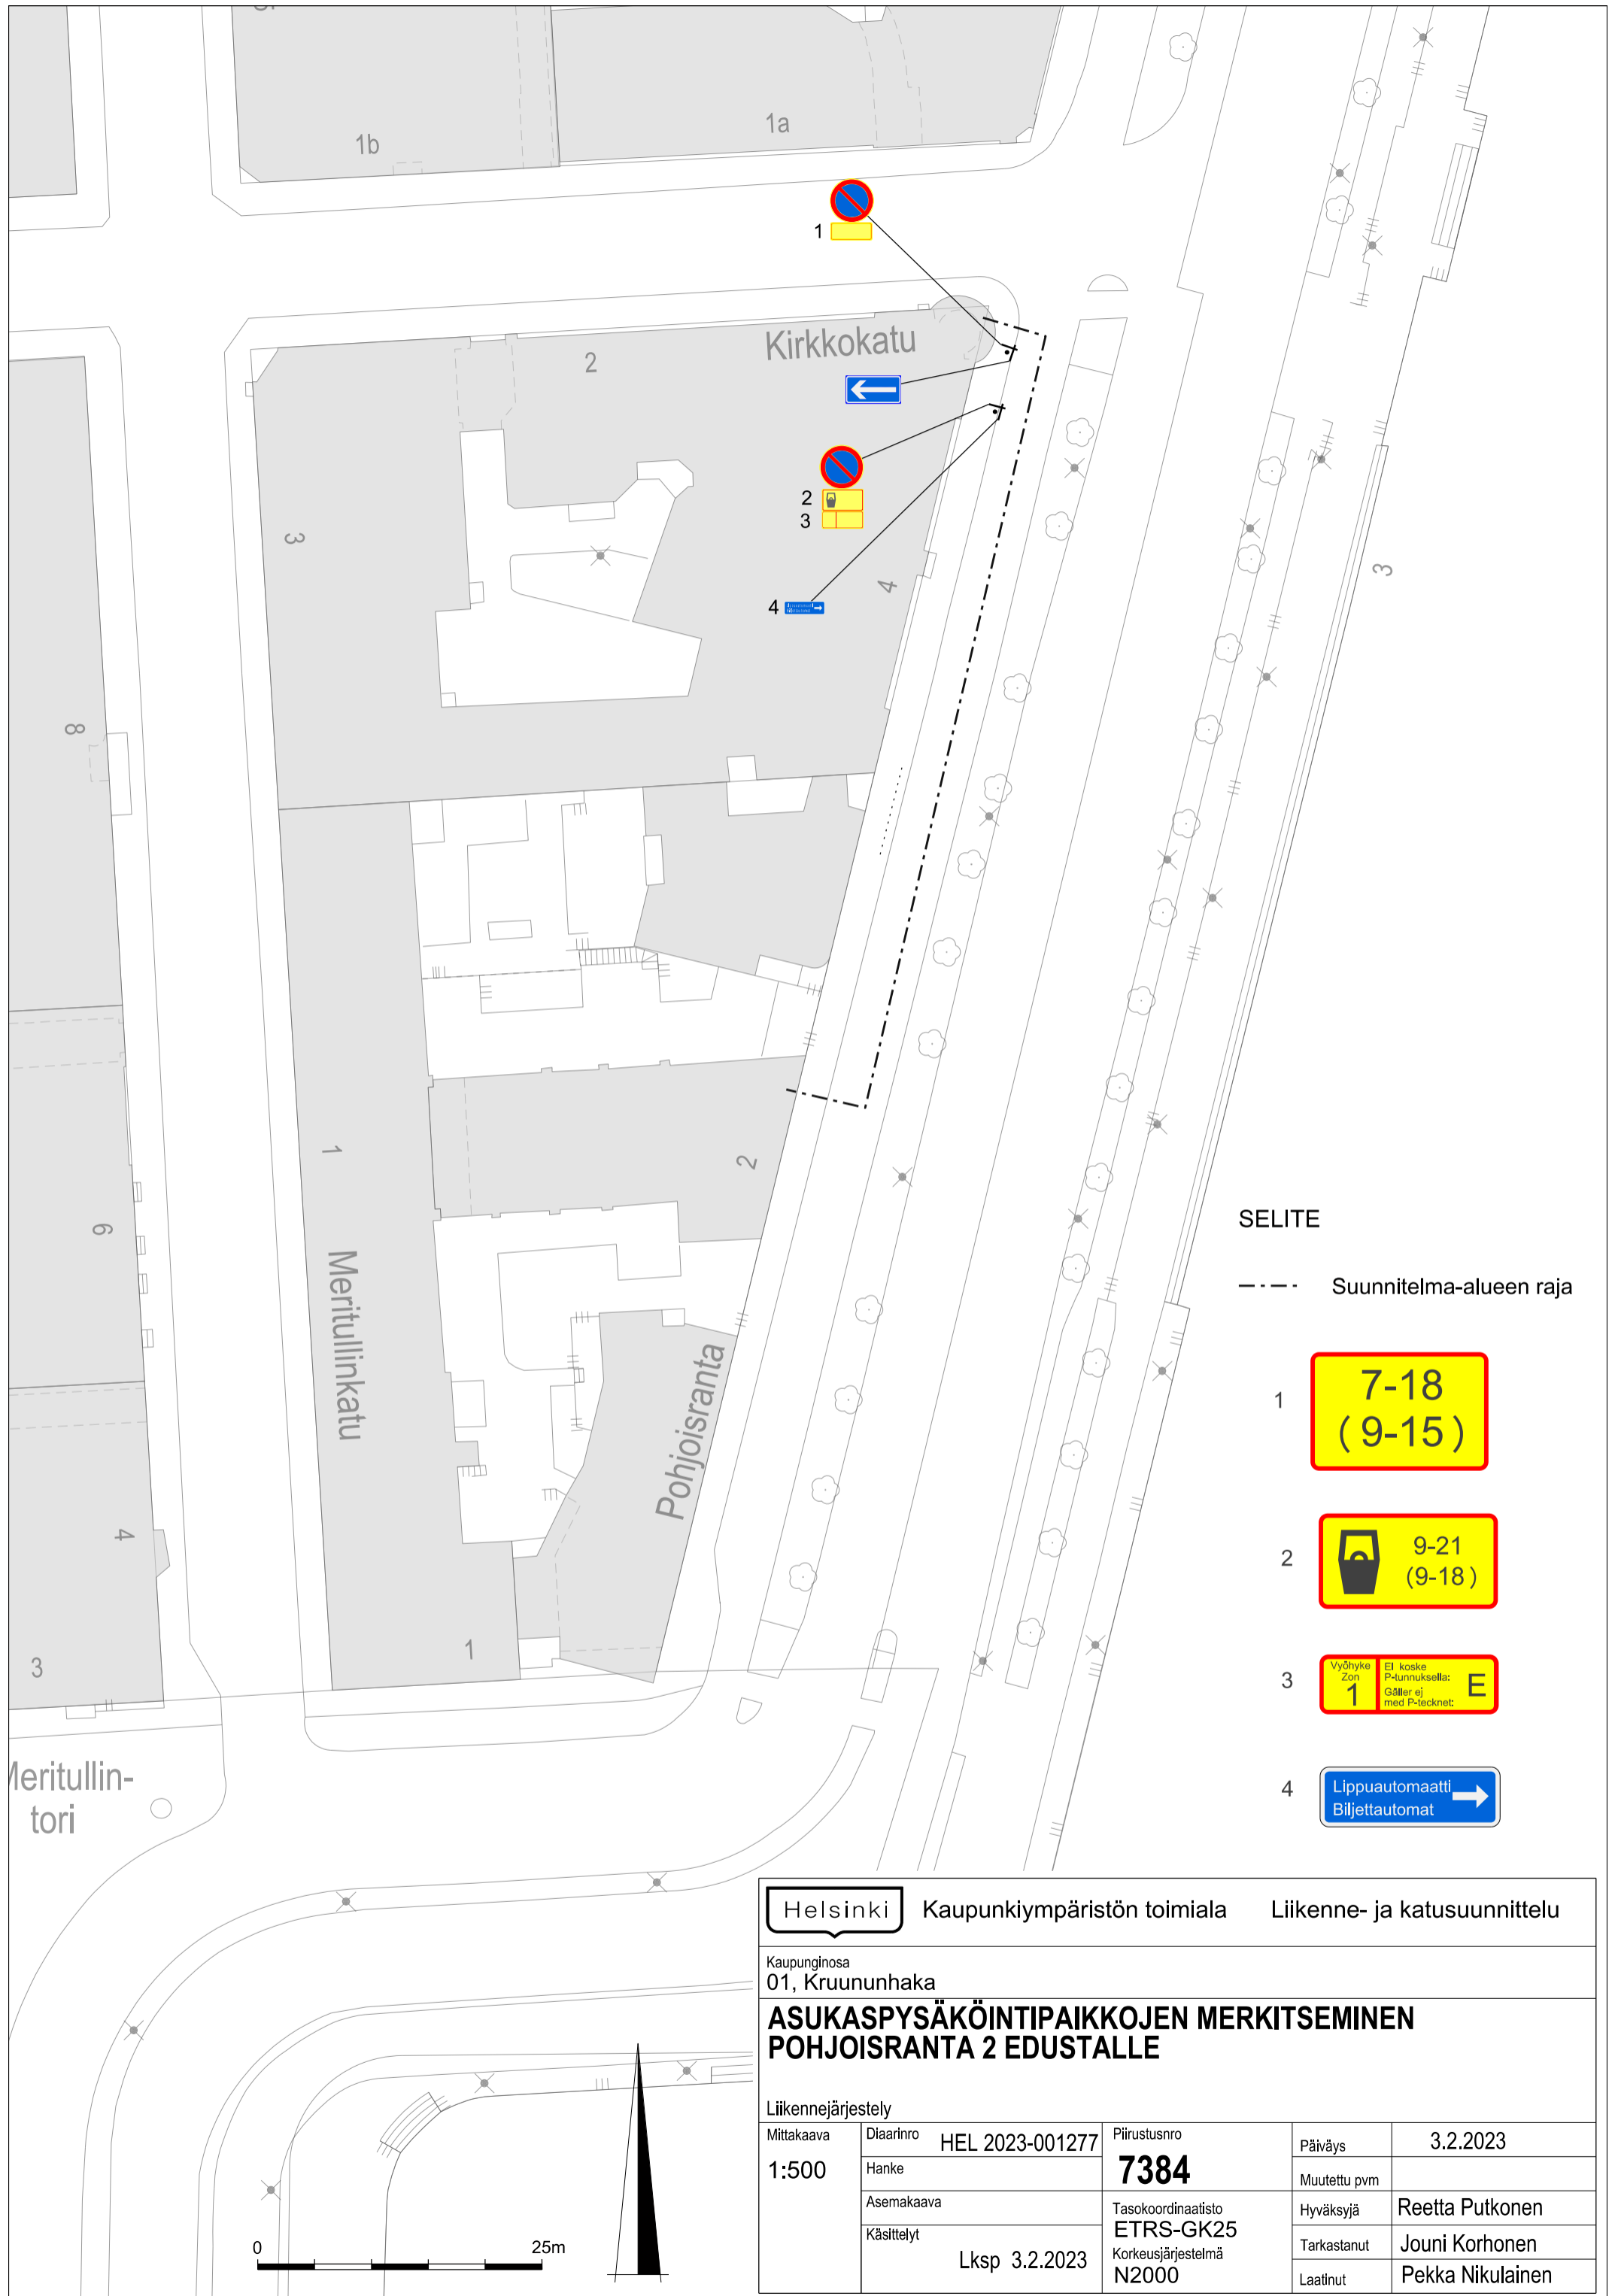 1b
1a
1
Kirkkokatu
2
2
3
4
3
4
3
8
1
2
6
Meritullinkatu
Pohjoisranta
4
1
3
Meritullin-
tori
SELITE
Suunnitelma-alueen raja
1
7-18
(9-15)
2
9-21
(9-18)
3
Vyöhyke
Zon
1
EI koske
P-tunnuksella:
Gäller ej
med P-tecknet:
E
4
Lippuautomaatti
Biljettautomat
0 25m
Helsinki Kaupunkiympäristön toimiala Liikenne- ja katusuunnittelu
Kaupunginosa
01, Kruununhaka
ASUKASPYSÄKÖINTIPAIKKOJEN MERKITSEMINEN
POHJOISRANTA 2 EDUSTALLE
Liikennejärjestely
Mittakaava
1:500
Diaarinro HEL 2023-001277
Hanke
Asemakaava
Käsittelyt
Lksp 3.2.2023
Piirustusnro
7384
Tasokoordinaatisto
ETRS-GK25
Korkeusjärjestelmä
N2000
Päiväys 3.2.2023
Muutettu pvm
Hyväksyjä Reetta Putkonen
Tarkastanut Jouni Korhonen
Laatinut Pekka Nikulainen